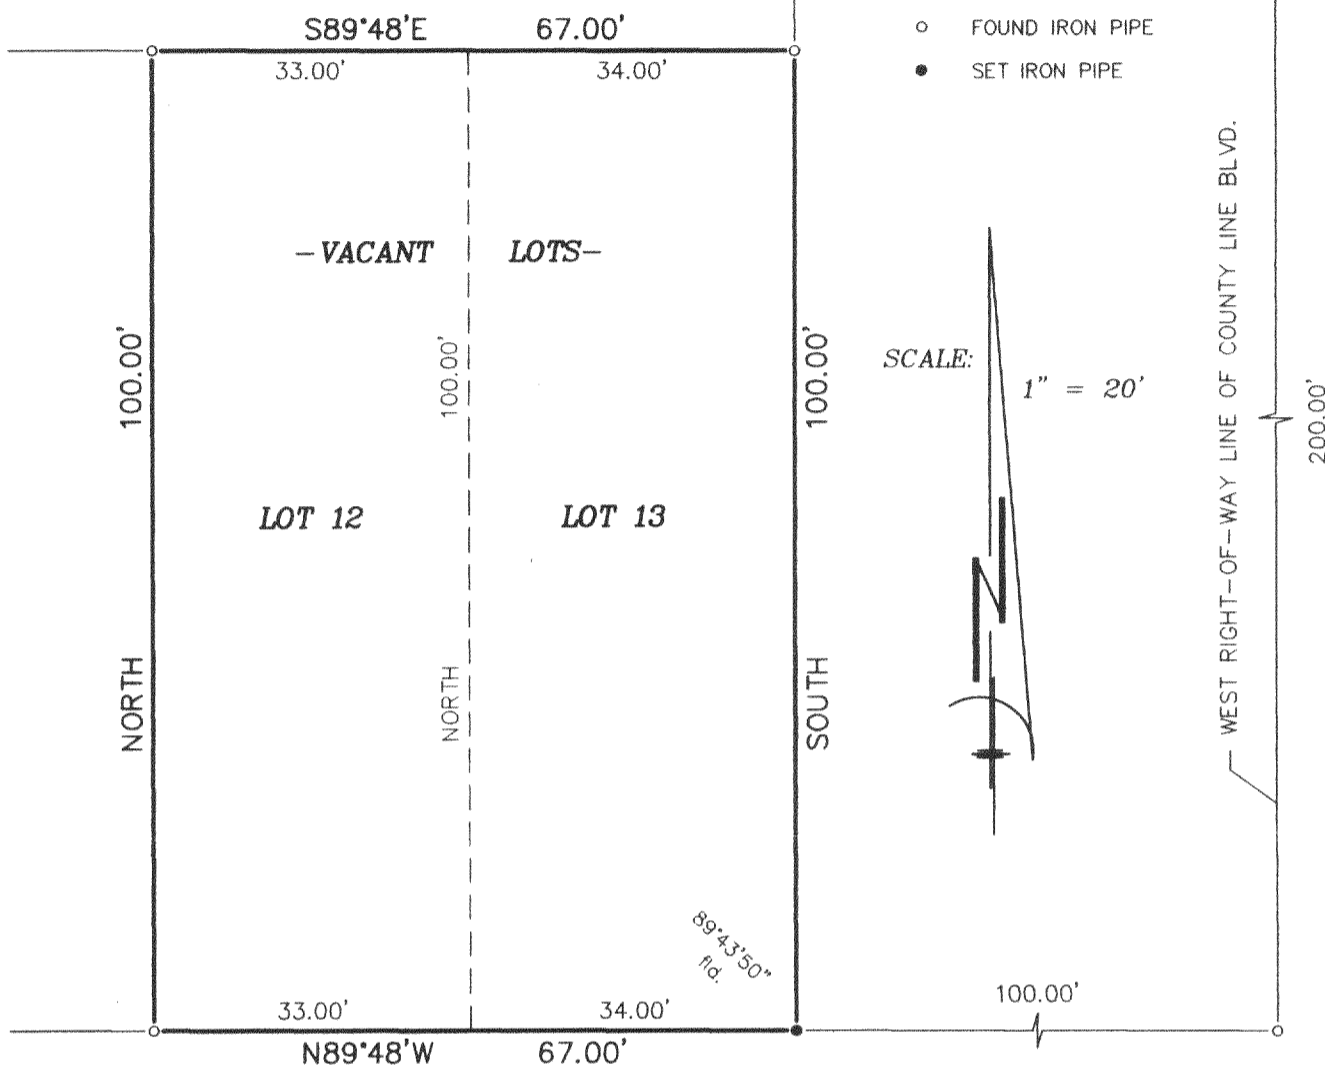 S89°48'E 67.00'
33.00' 34.00'
○ FOUND IRON PIPE
● SET IRON PIPE
-VACANT LOTS-
100.00'
100.00'
100.00'
SCALE:
1" = 20'
WEST RIGHT-OF-WAY LINE OF COUNTY LINE BLVD.
200.00'
LOT 12
LOT 13
N
NORTH
NORTH
SOUTH
89°43'50"
fld.
33.00' 34.00'
100.00'
N89°48'W 67.00'